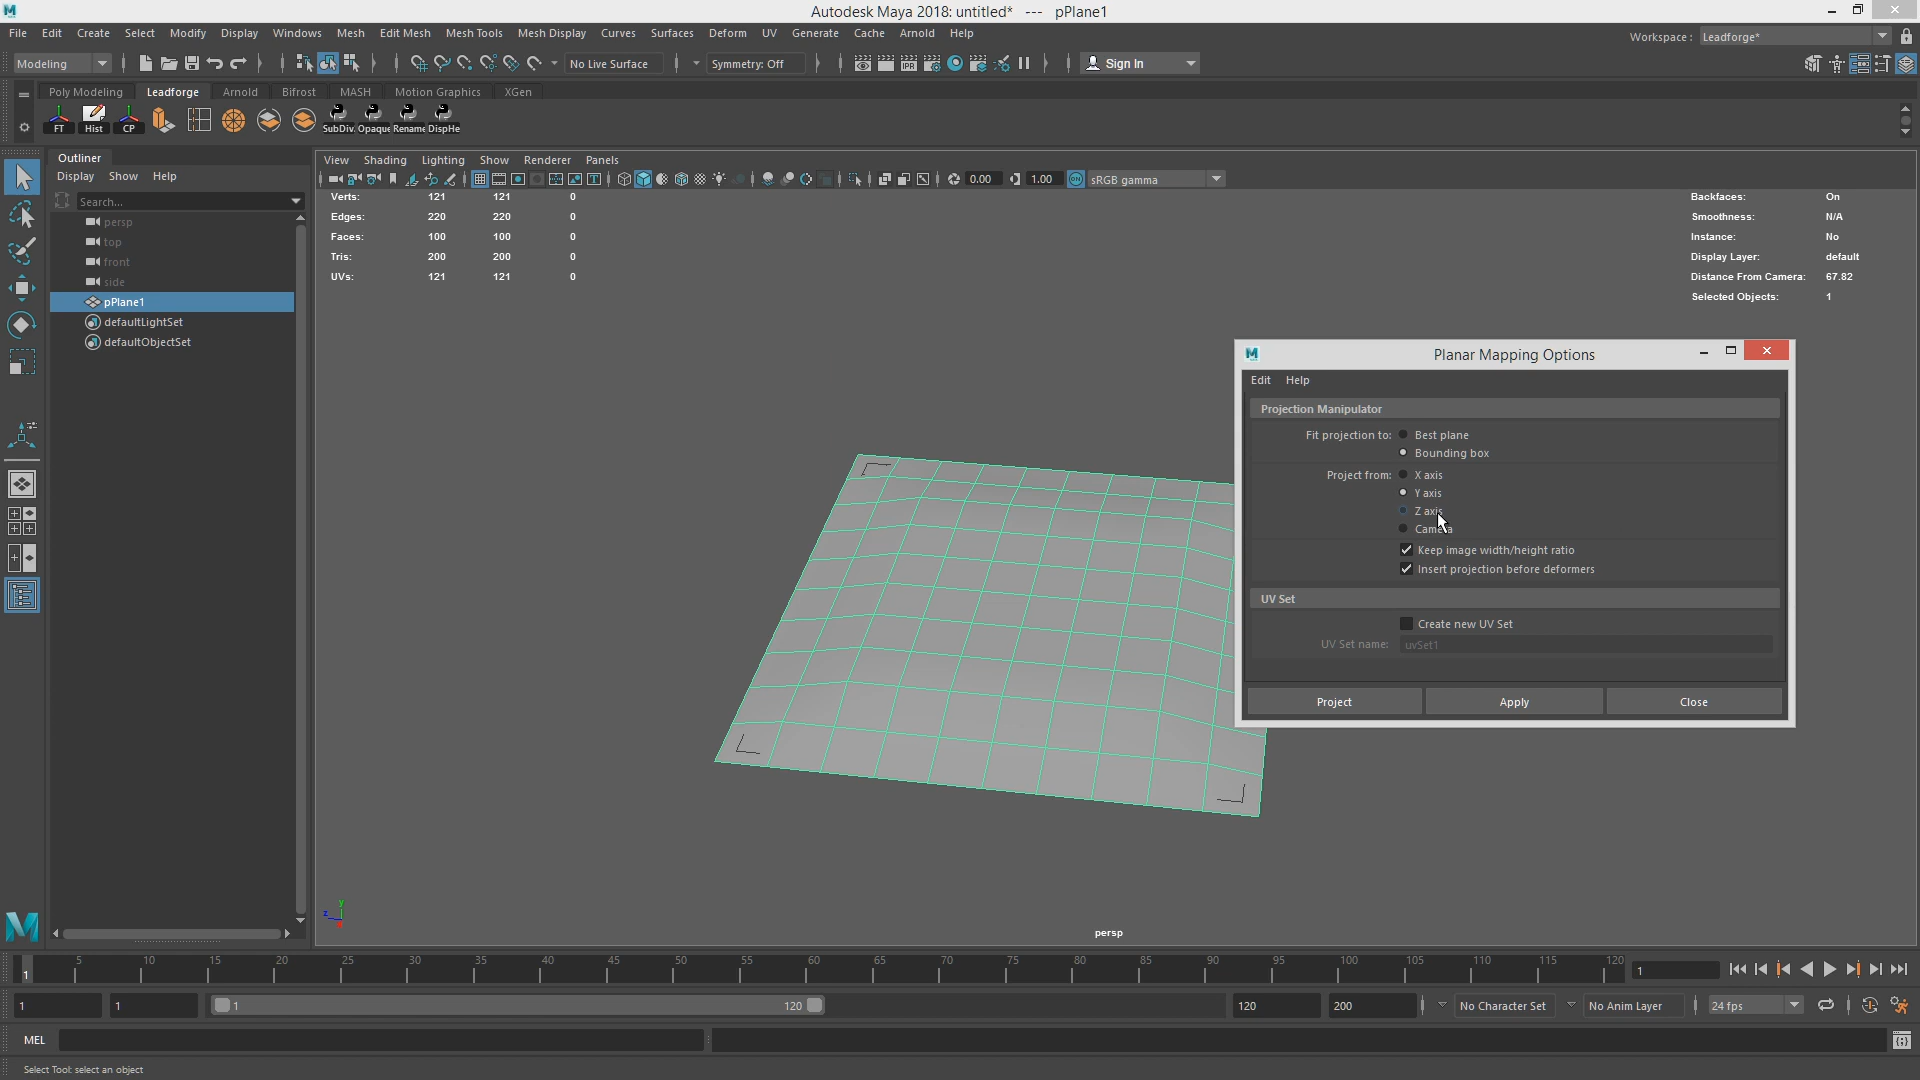 Autodesk Maya 2018: untitled* --- pPlane1
File Edit Create Select Modify Display Windows Mesh Edit Mesh Mesh Tools Mesh Display Curves Surfaces Deform UV Generate Cache Arnold Help
Workspace : Leadforge*
Modeling No Live Surface Symmetry: Off IPR Sign In
Poly Modeling Leadforge Arnold Bifrost MASH Motion Graphics XGen
FT Hist CP SubDiv. Opaque Rename DispHe
Outliner
Display Show Help
Search...
persp
top
front
side
pPlane1
defaultLightSet
defaultObjectSet
View Shading Lighting Show Renderer Panels
0.00 1.00 ON sRGB gamma
Verts: 121 121 0
Edges: 220 220 0
Faces: 100 100 0
Tris: 200 200 0
UVs: 121 121 0
Backfaces: On
Smoothness: N/A
Instance: No
Display Layer: default
Distance From Camera: 67.82
Selected Objects: 1
Planar Mapping Options
Edit Help
Projection Manipulator
Fit projection to: Best plane
Bounding box
Project from: X axis
Y axis
Z axis
Camera
Keep image width/height ratio
Insert projection before deformers
UV Set
Create new UV Set
UV Set name: uvSet1
Project Apply Close
y
z
persp
1 5 10 15 20 25 30 35 40 45 50 55 60 65 70 75 80 85 90 95 100 105 110 115 120 1
1 1 1 120 120 200 No Character Set No Anim Layer 24 fps
MEL
Select Tool: select an object